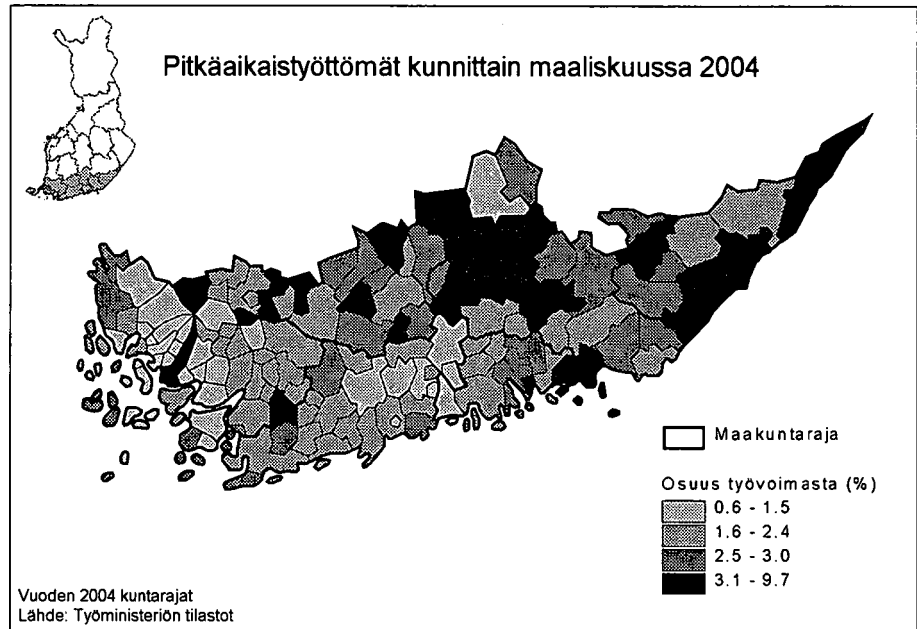 Pitkäaikaistyöttömät kunnittain maaliskuussa 2004
Maakuntaraja
Osuus työvoimasta (%)
0.6 - 1.5
1.6 - 2.4
2.5 - 3.0
3.1 - 9.7
Vuoden 2004 kuntarajat
Lähde: Työministeriön tilastot